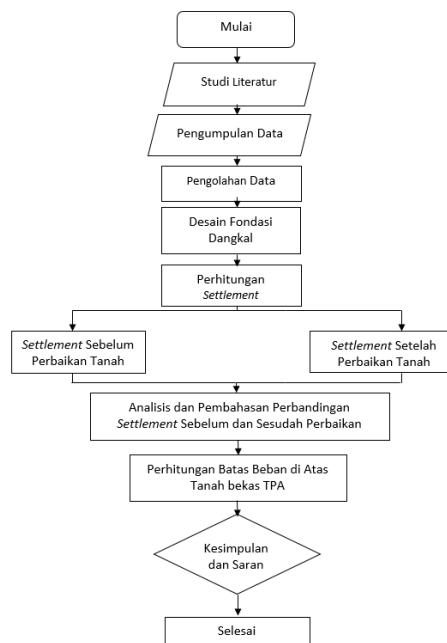 Mulai
Studi Literatur
Pengumpulan Data
Pengolahan Data
Desain Fondasi
Dangkal
Perhitungan
Settlement
Settlement Sebelum
Perbaikan Tanah
Settlement Setelah
Perbaikan Tanah
Analisis dan Pembahasan Perbandingan
Settlement Sebelum dan Sesudah Perbaikan
Perhitungan Batas Beban di Atas
Tanah bekas TPA
Kesimpulan
dan Saran
Selesai